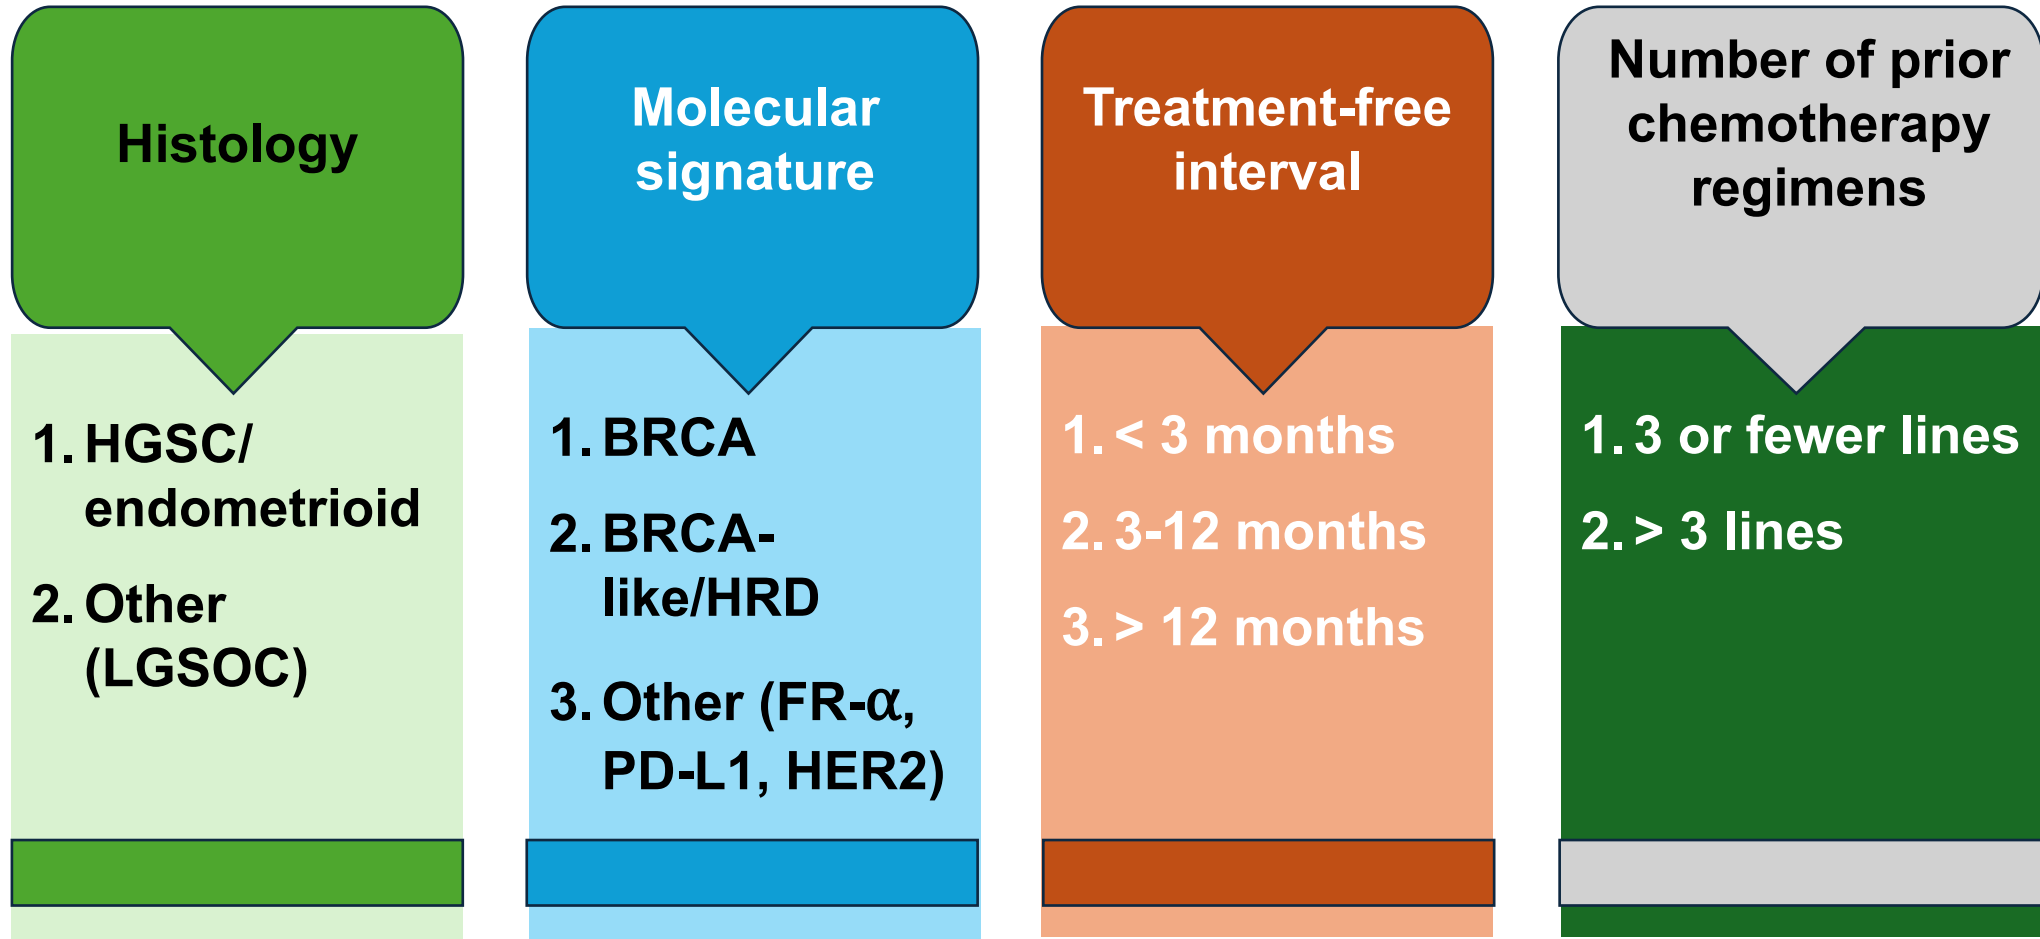 Histology
1. HGSC/
endometrioid
2. Other
(LGSOC)
Molecular
signature
1. BRCA
2. BRCA-
like/HRD
3. Other (FR-α,
PD-L1, HER2)
Treatment-free
interval
1. < 3 months
2. 3-12 months
3. > 12 months
Number of prior
chemotherapy
regimens
1. 3 or fewer lines
2. > 3 lines